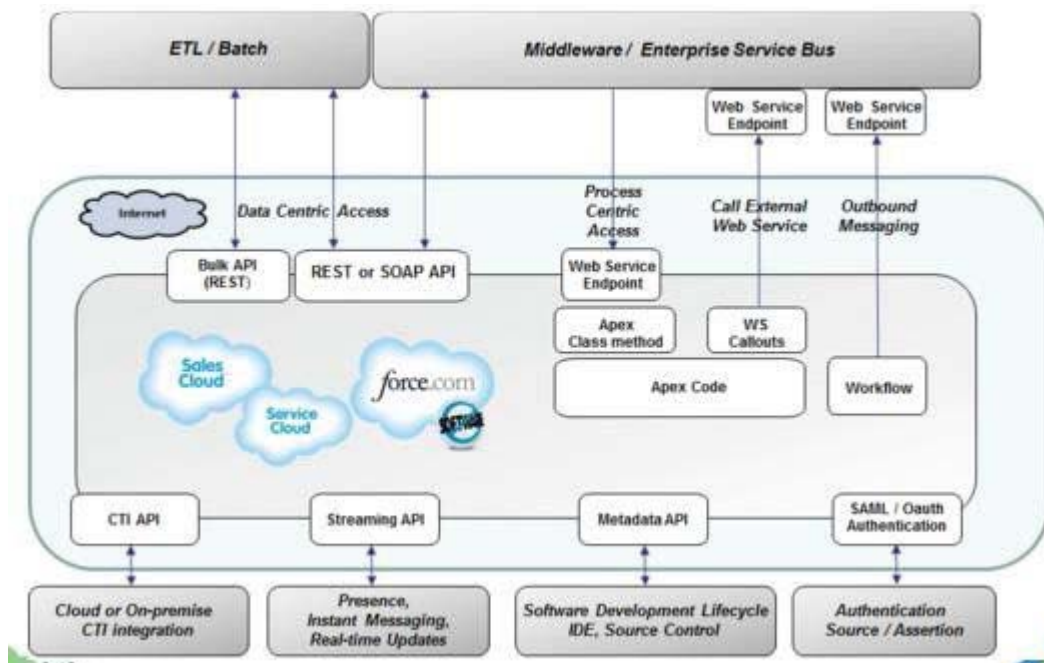 ETL / Batch
Middleware / Enterprise Service Bus
Web Service
Endpoint
Web Service
Endpoint
Internet
Data Centric Access
Process
Centric
Access
Call External
Web Service
Outbound
Messaging
Bulk API
(REST)
REST or SOAP API
Web Service
Endpoint
Apex
Class method
WS
Callouts
Apex Code
Workflow
Sales
Cloud
Service
Cloud
force.com
CTI API
Streaming API
Metadata API
SAML / Oauth
Authentication
Cloud or On-premise
CTI integration
Presence,
Instant Messaging,
Real-time Updates
Software Development Lifecycle
IDE, Source Control
Authentication
Source / Assertion